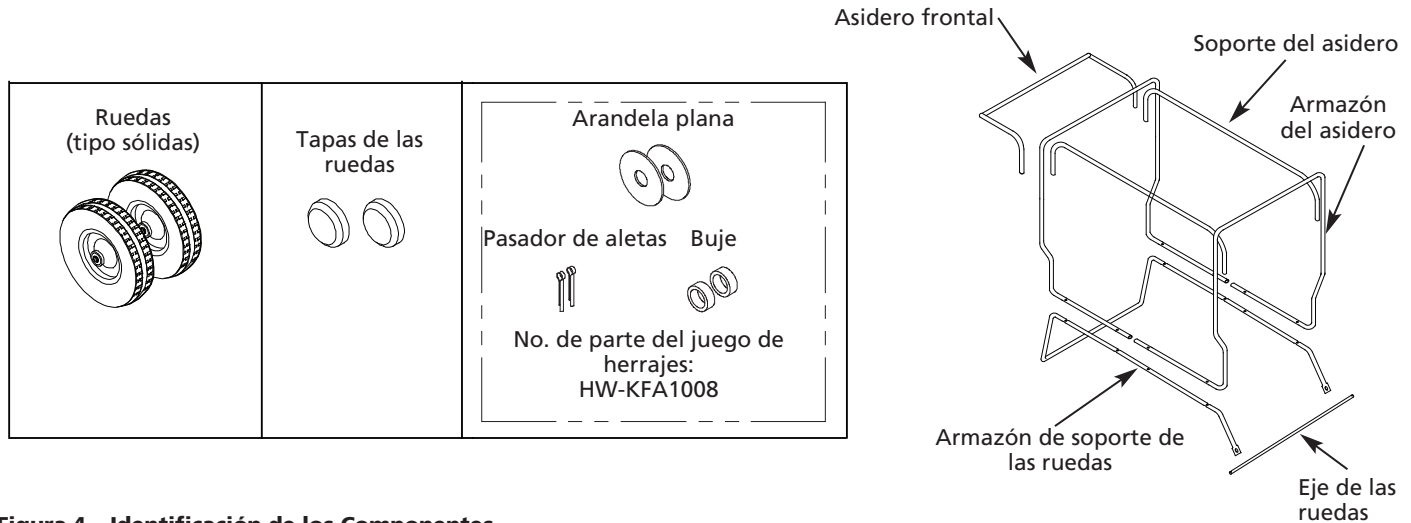 Ruedas
(tipo sólidas)
Tapas de las
ruedas
Arandela plana
Pasador de aletas
Buje
No. de parte del juego de
herrajes:
HW-KFA1008
Asidero frontal
Soporte del asidero
Armazón
del asidero
Armazón de soporte de
las ruedas
Eje de las
ruedas
Figura 4 – Identificación de los Componentes